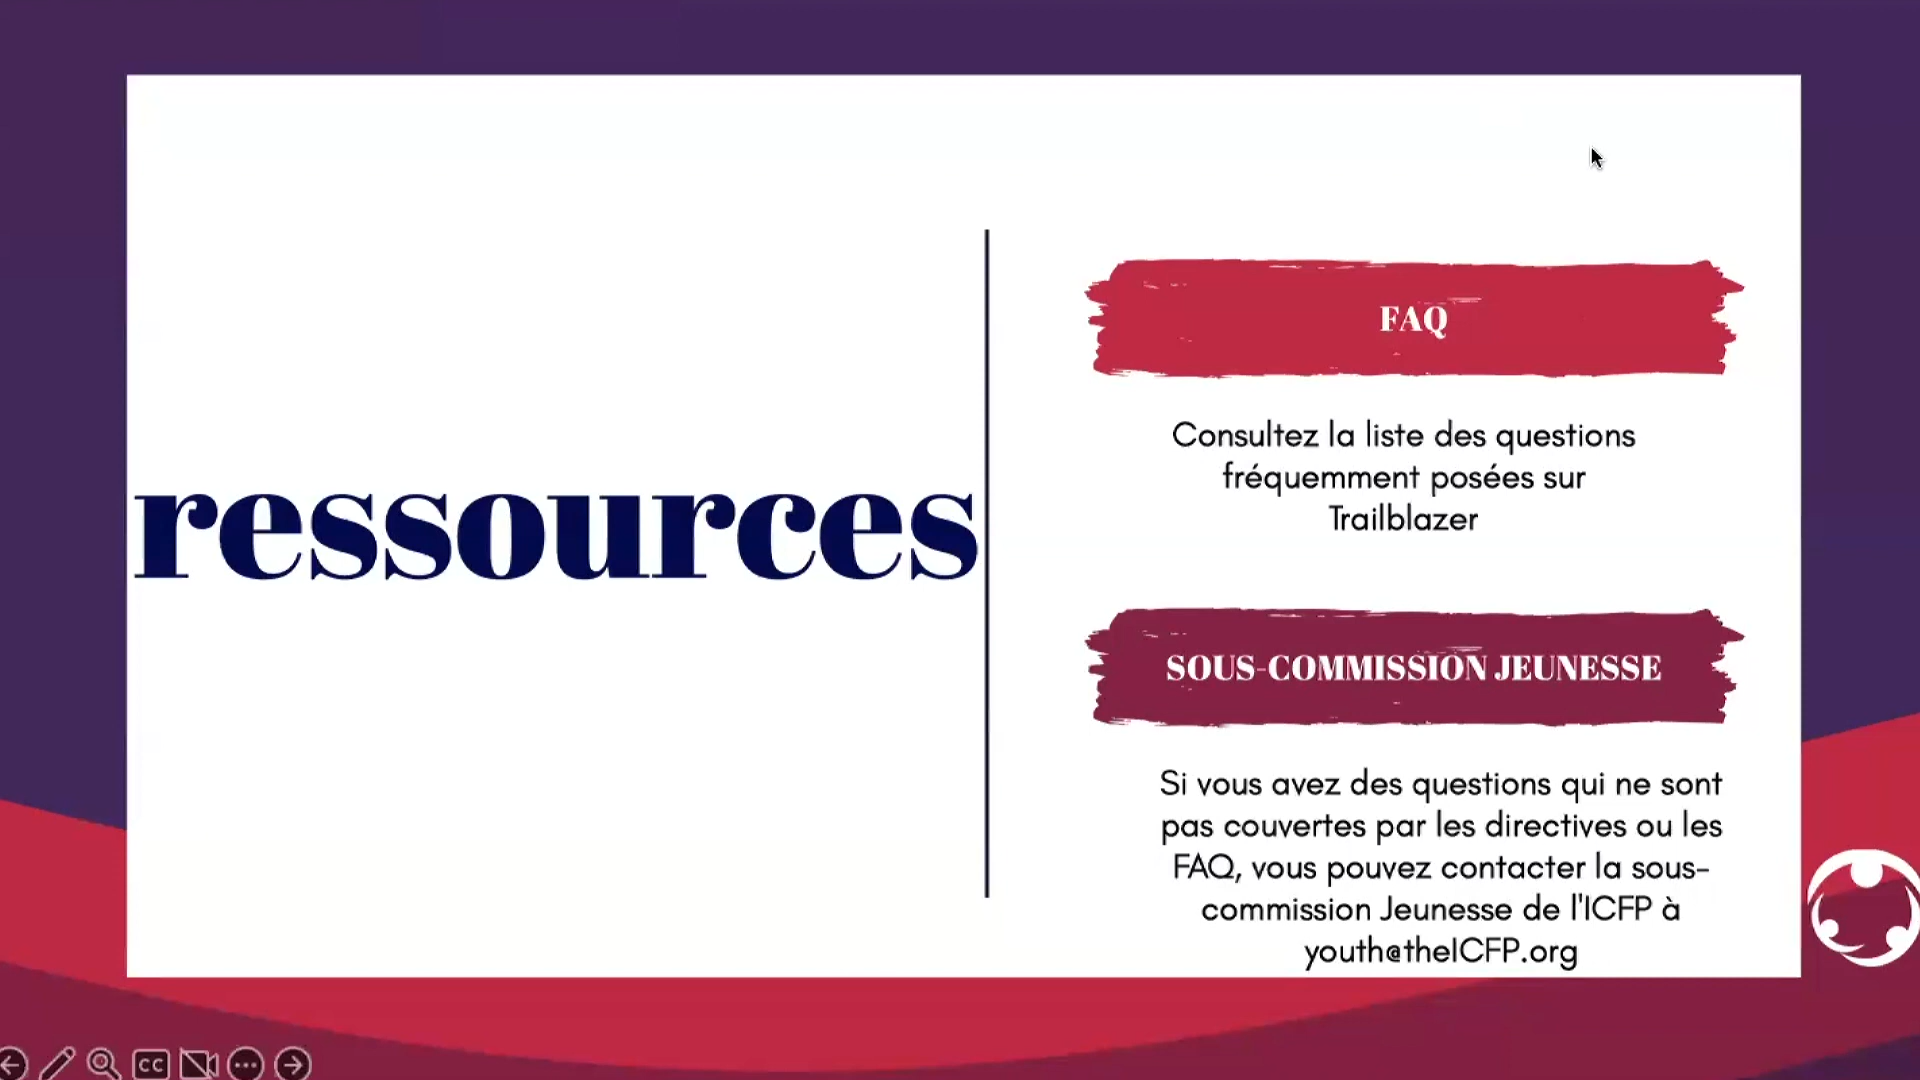 ressources
FAQ
Consultez la liste des questions
fréquemment posées sur
Trailblazer
SOUS-COMMISSION JEUNESSE
Si vous avez des questions qui ne sont
pas couvertes par les directives ou les
FAQ, vous pouvez contacter la sous-
commission Jeunesse de l'ICFP à
youth@theICFP.org
CC